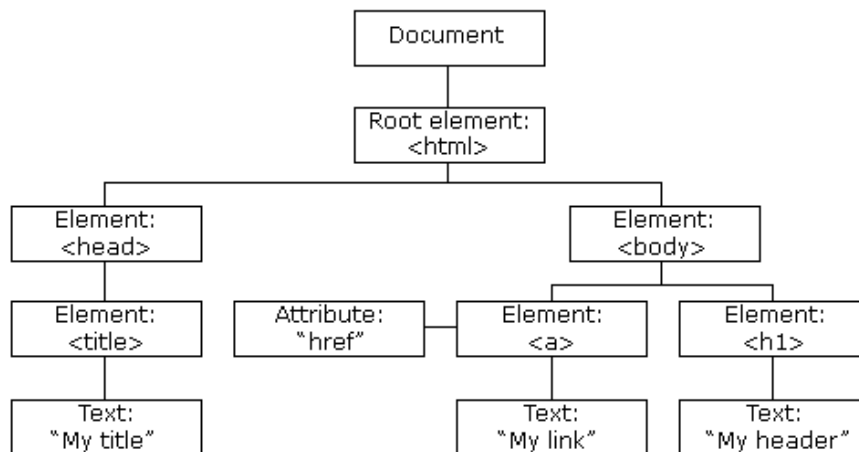 Document
Root element:
<html>
Element:
<head>
Element:
<body>
Element:
<title>
Attribute:
“href”
Element:
<a>
Element:
<h1>
Text:
“My title”
Text:
“My link”
Text:
“My header”